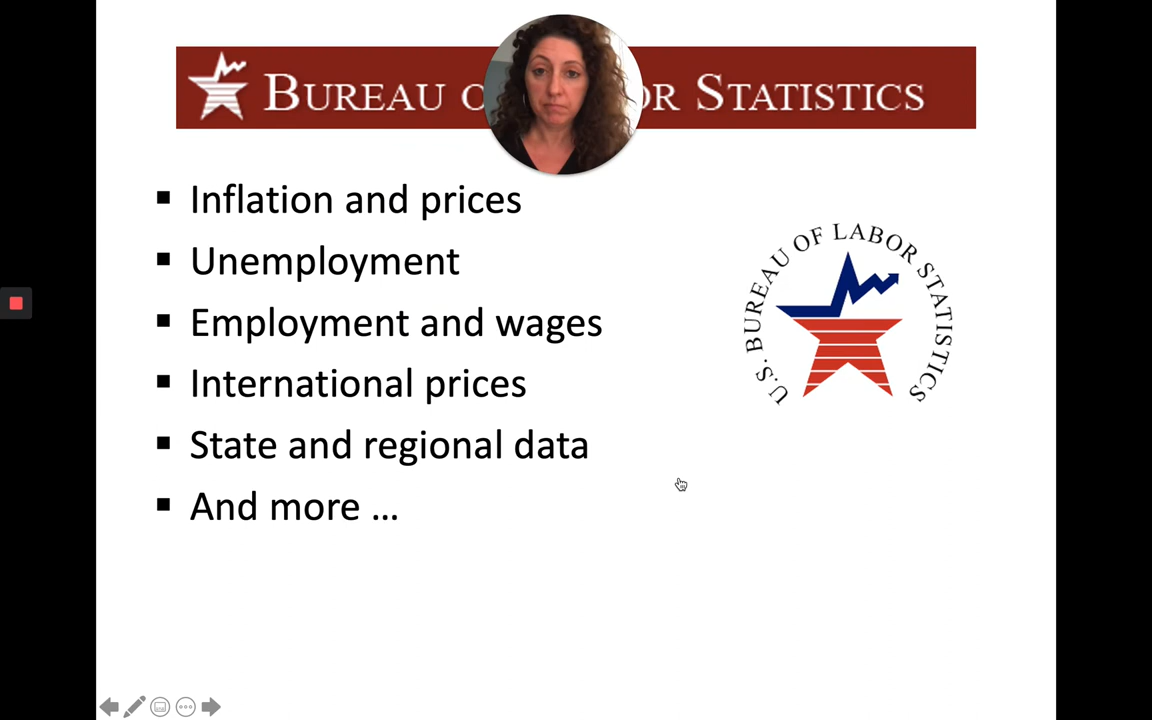 BUREAU O OR STATISTICS
Inflation and prices
Unemployment
Employment and wages
International prices
State and regional data
And more …
U.S. BUREAU OF LABOR STATISTICS